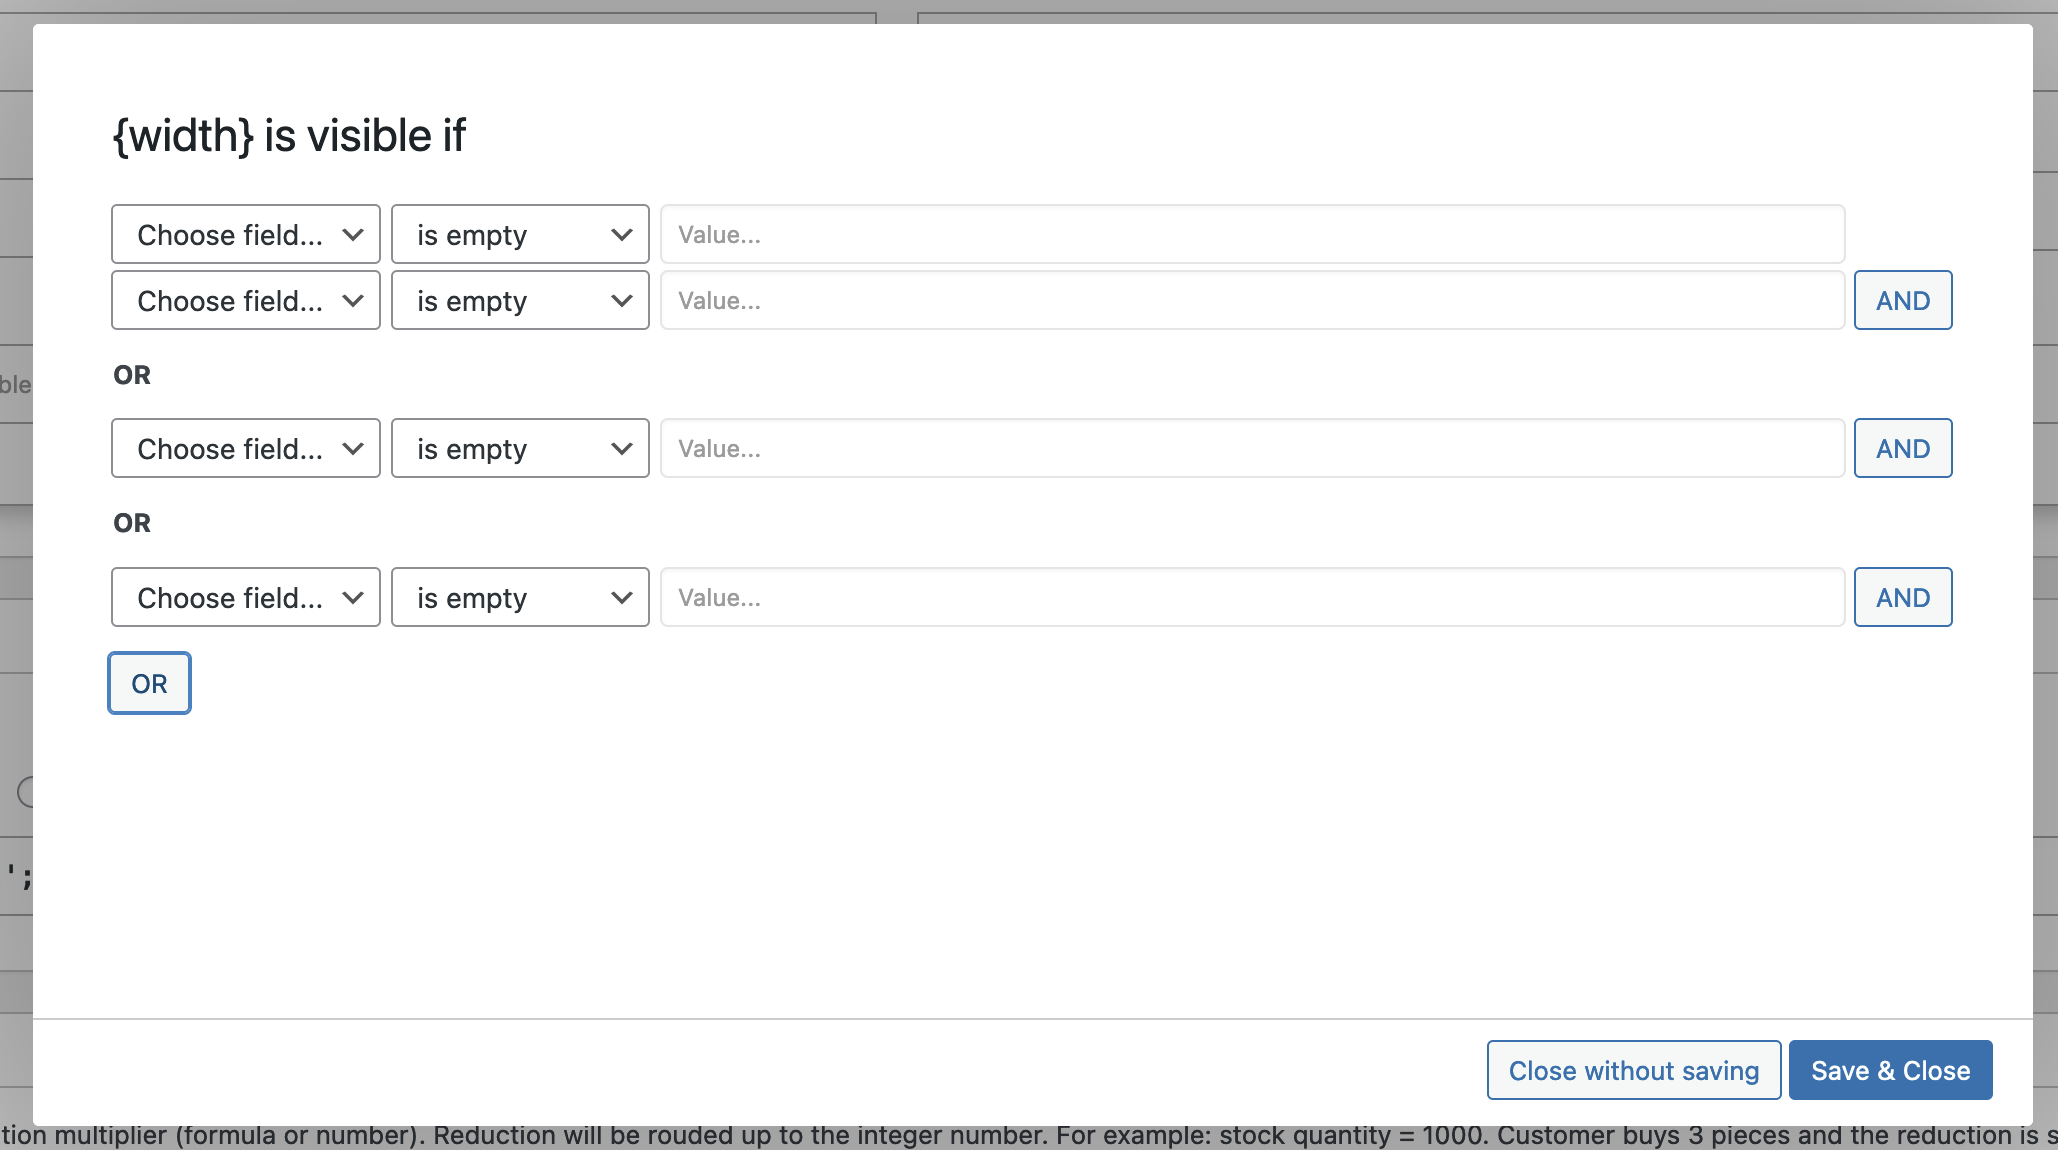 {width} is visible if
Choose field... is empty Value...
Choose field... is empty Value... AND
ble
OR
Choose field... is empty Value... AND
OR
Choose field... is empty Value... AND
OR
';
Close without saving Save & Close
tion multiplier (formula or number). Reduction will be rouded up to the integer number. For example: stock quantity = 1000. Customer buys 3 pieces and the reduction is s